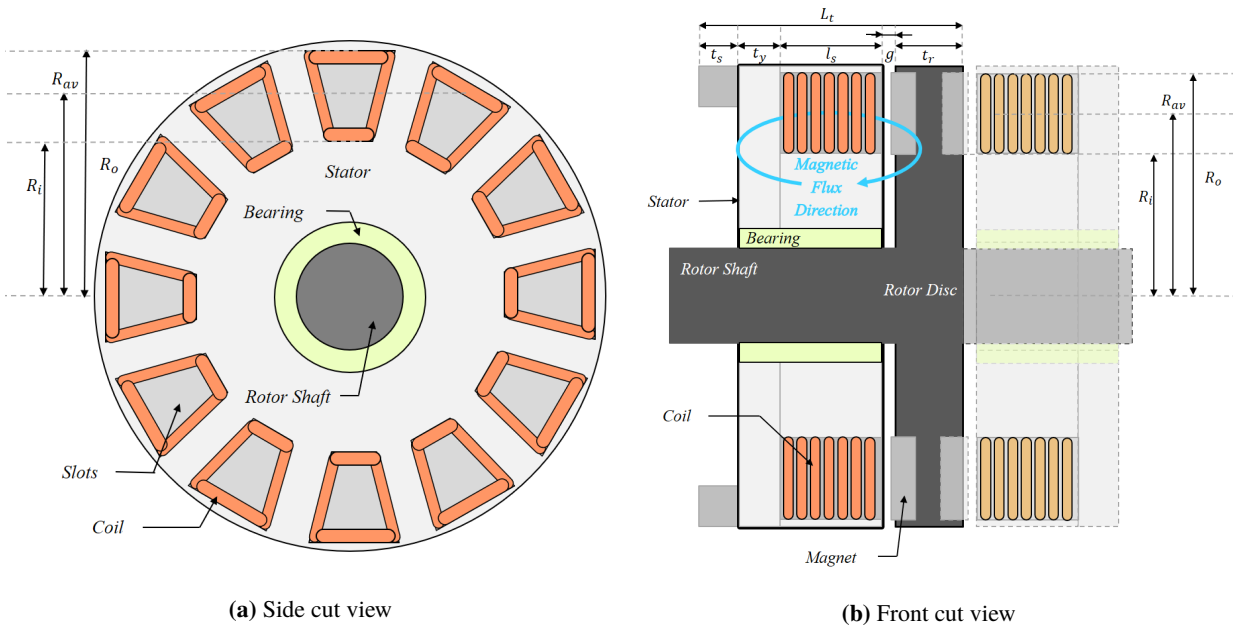 R_av
R_i
R_o
Stator
Bearing
Rotor Shaft
Slots
Coil
(a) Side cut view
L_t
t_s
t_y
l_s
g
t_r
Magnetic
Flux
Direction
Stator
Bearing
Rotor Shaft
Rotor Disc
R_av
R_i
R_o
Coil
Magnet
(b) Front cut view